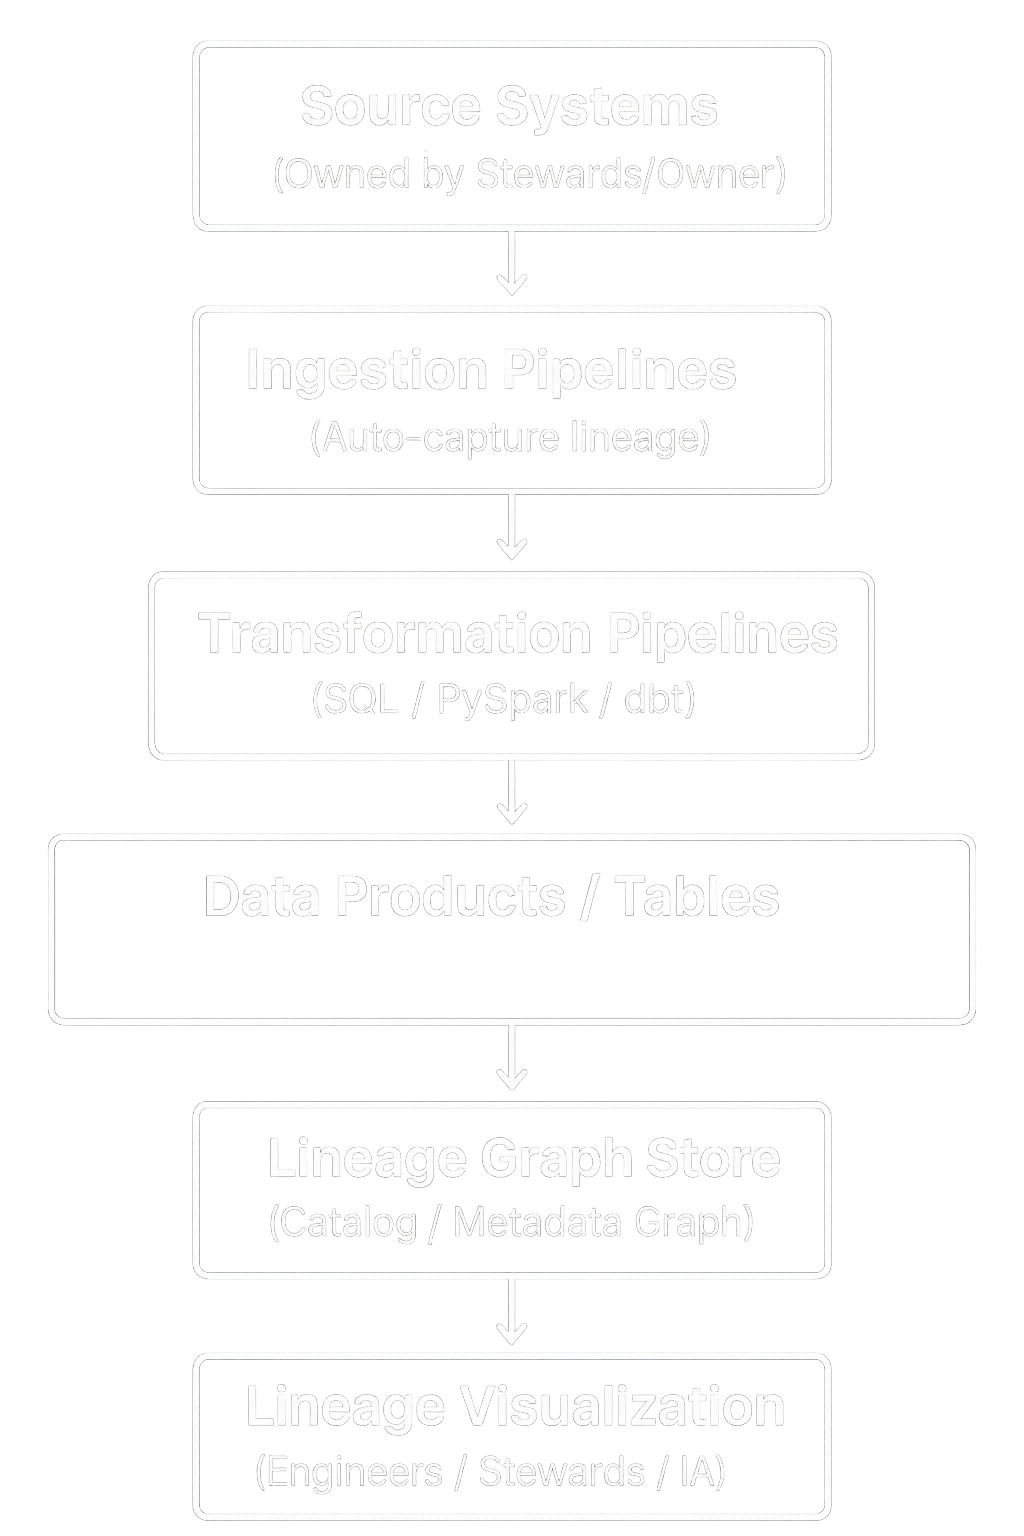 Source Systems
(Owned by Stewards/Owner)
Ingestion Pipelines
(Auto-capture lineage)
Transformation Pipelines
(SQL / PySpark / dbt)
Data Products / Tables
Lineage Graph Store
(Catalog / Metadata Graph)
Lineage Visualization
(Engineers / Stewards / IA)